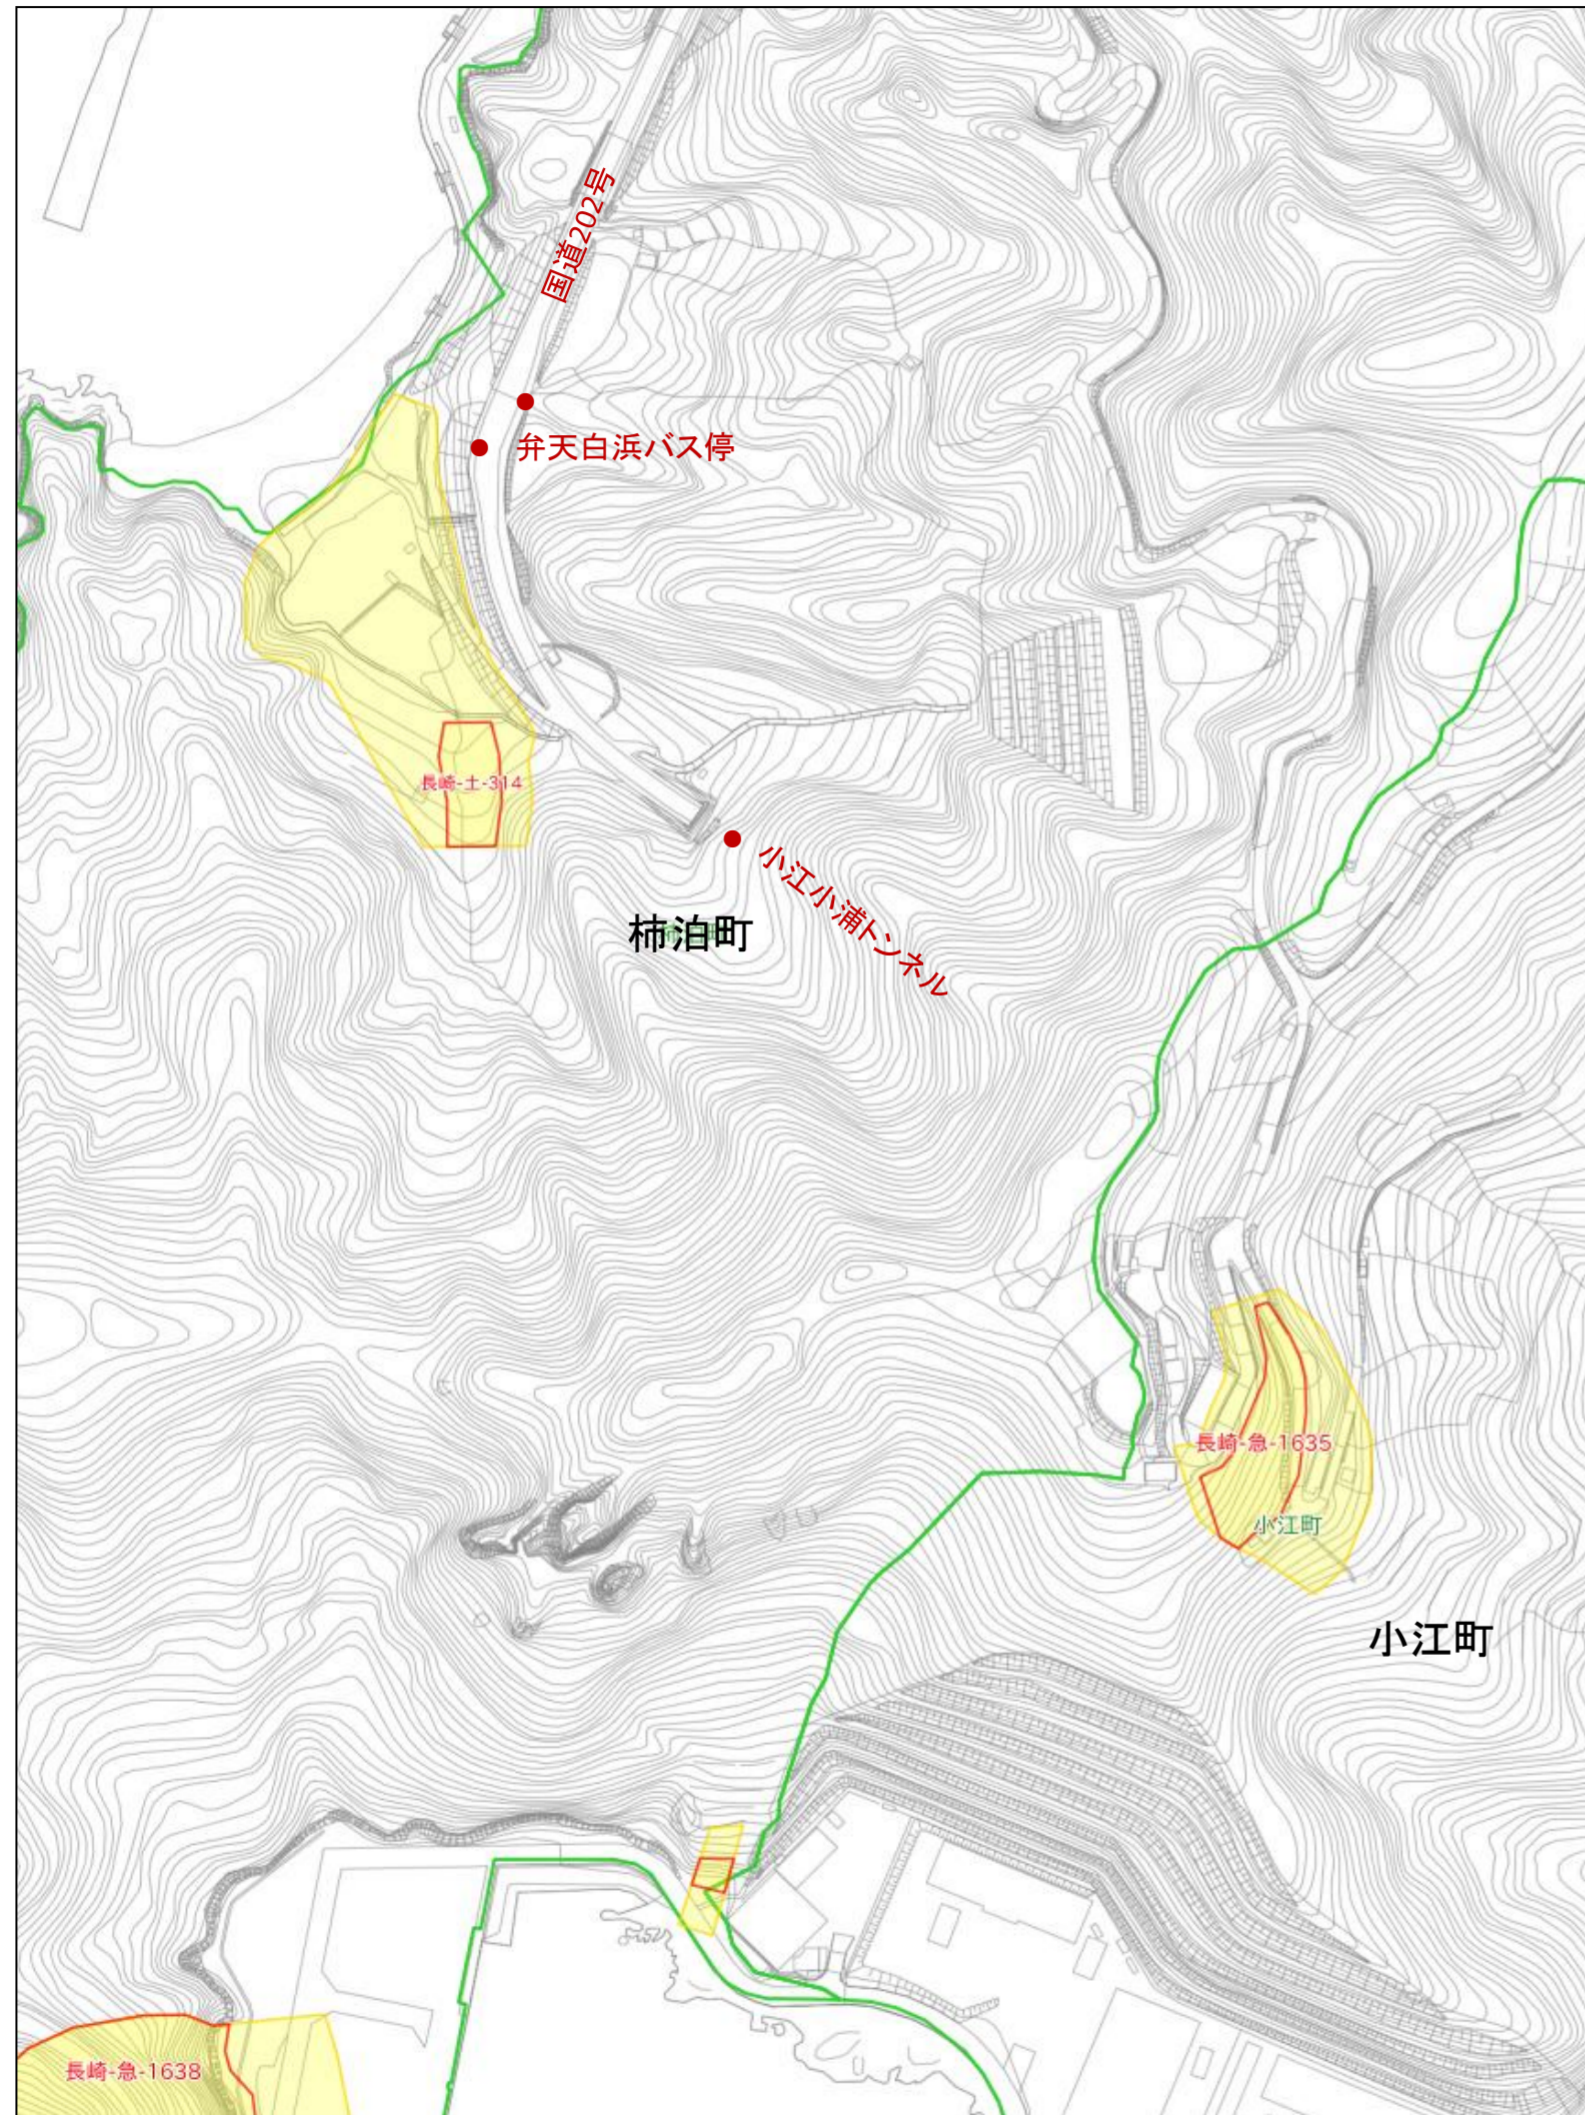 国道202号
弁天白浜バス停
長崎-土-314
小江小浦トンネル
柿泊町
長崎-急-1635
小江町
小江町
長崎-急-1638